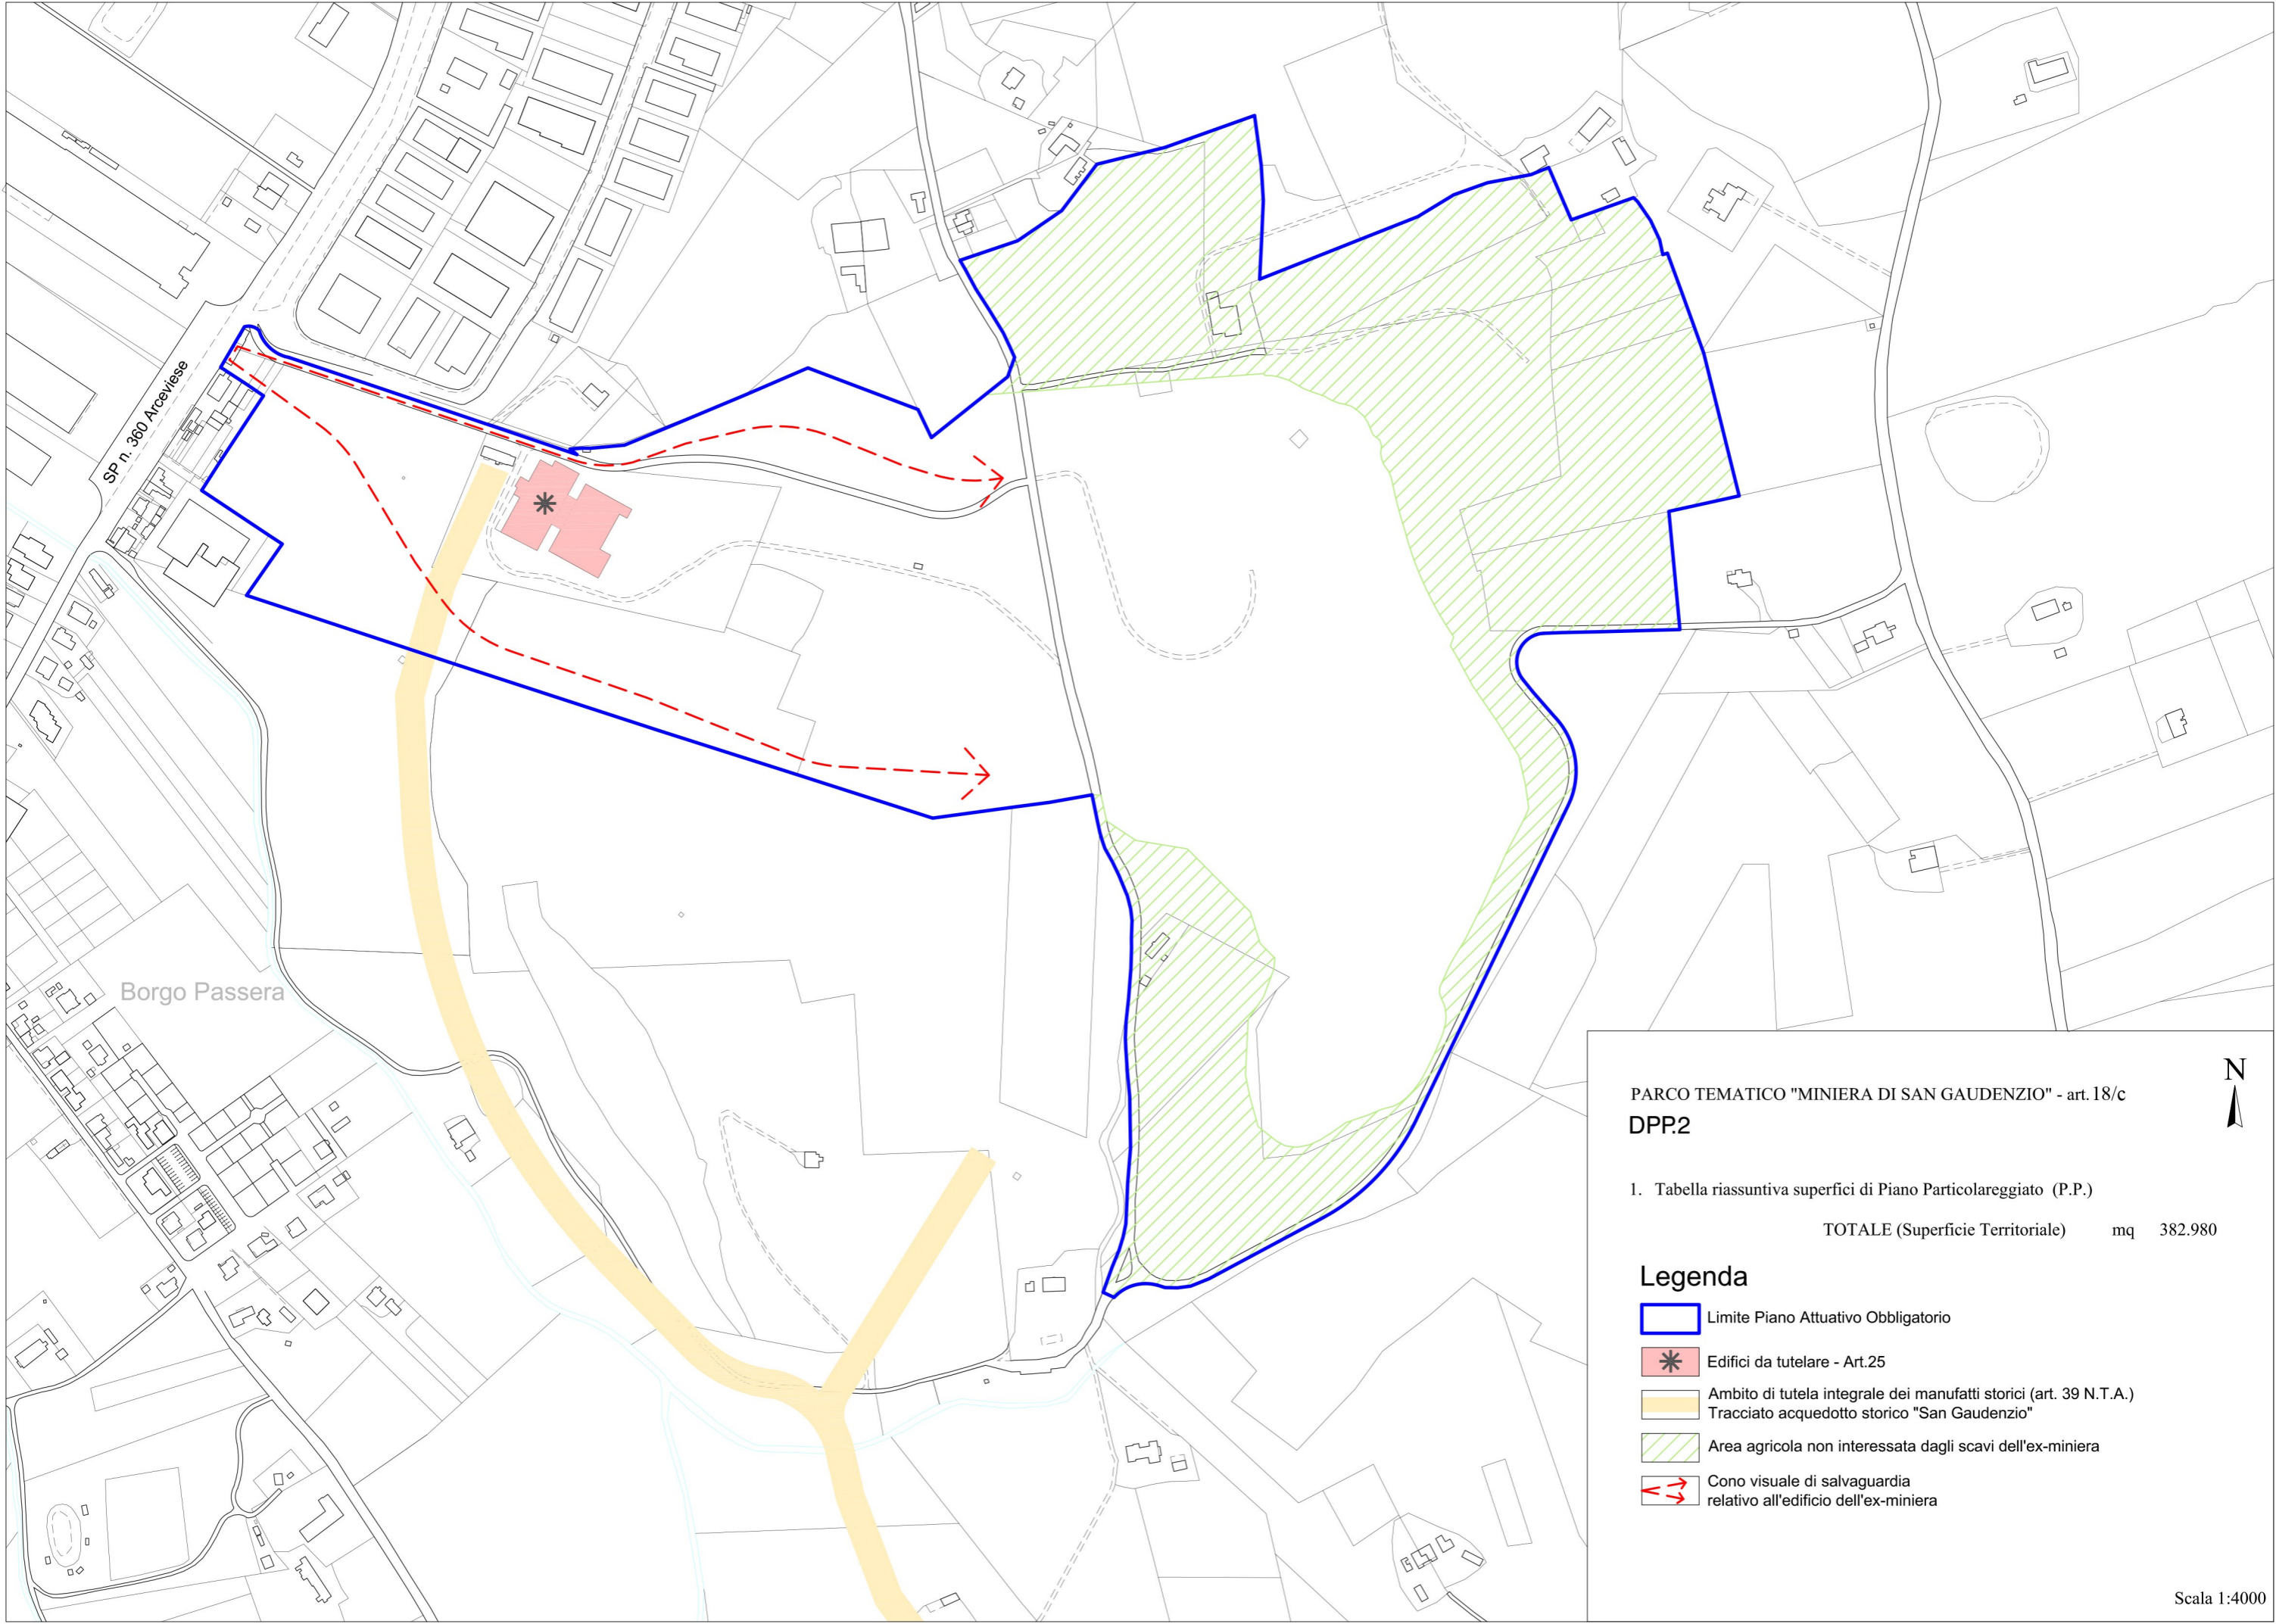 SP n. 360 Arceviese
Borgo Passera
N
PARCO TEMATICO "MINIERA DI SAN GAUDENZIO" - art.18/c
DPP.2
1. Tabella riassuntiva superfici di Piano Particolareggiato (P.P.)
TOTALE (Superficie Territoriale) mq 382.980
Legenda
Limite Piano Attuativo Obbligatorio
Edifici da tutelare - Art.25
Ambito di tutela integrale dei manufatti storici (art. 39 N.T.A.)
Tracciato acquedotto storico "San Gaudenzio"
Area agricola non interessata dagli scavi dell'ex-miniera
Cono visuale di salvaguardia
relativo all'edificio dell'ex-miniera
Scala 1:4000